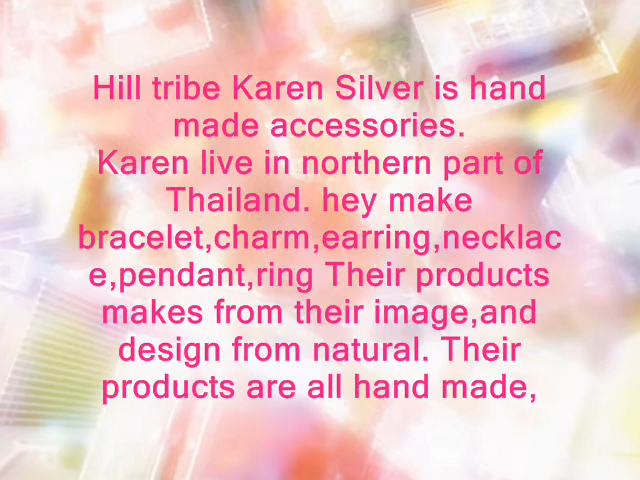 Hill tribe Karen Silver is hand
made accessories.
Karen live in northern part of
Thailand. hey make
bracelet,charm,earring,necklac
e,pendant,ring Their products
makes from their image,and
design from natural. Their
products are all hand made,